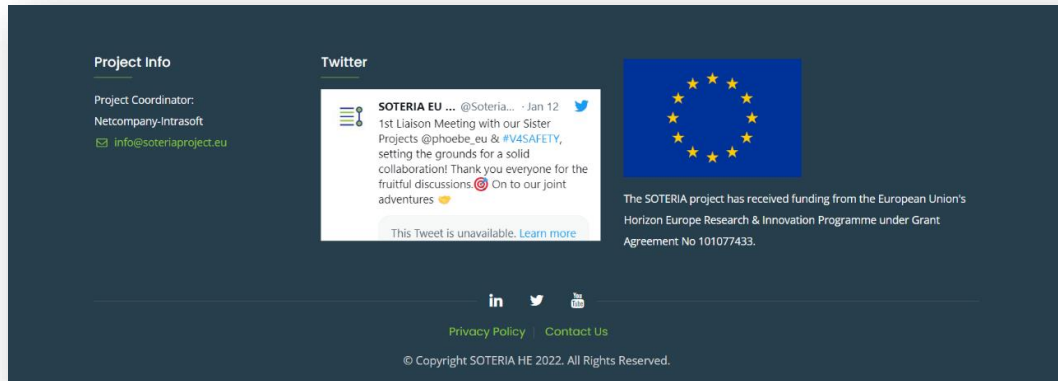 Project Info
Project Coordinator:
Netcompany-Intrasoft
info@soteriaproject.eu
Twitter
SOTERIA EU ... @Soteria... · Jan 12
1st Liaison Meeting with our Sister
Projects @phoebe_eu & #V4SAFETY,
setting the grounds for a solid
collaboration! Thank you everyone for the
fruitful discussions.🎯 On to our joint
adventures 🤝
This Tweet is unavailable. Learn more
The SOTERIA project has received funding from the European Union's
Horizon Europe Research & Innovation Programme under Grant
Agreement No 101077433.
in
You Tube
Privacy Policy | Contact Us
© Copyright SOTERIA HE 2022. All Rights Reserved.